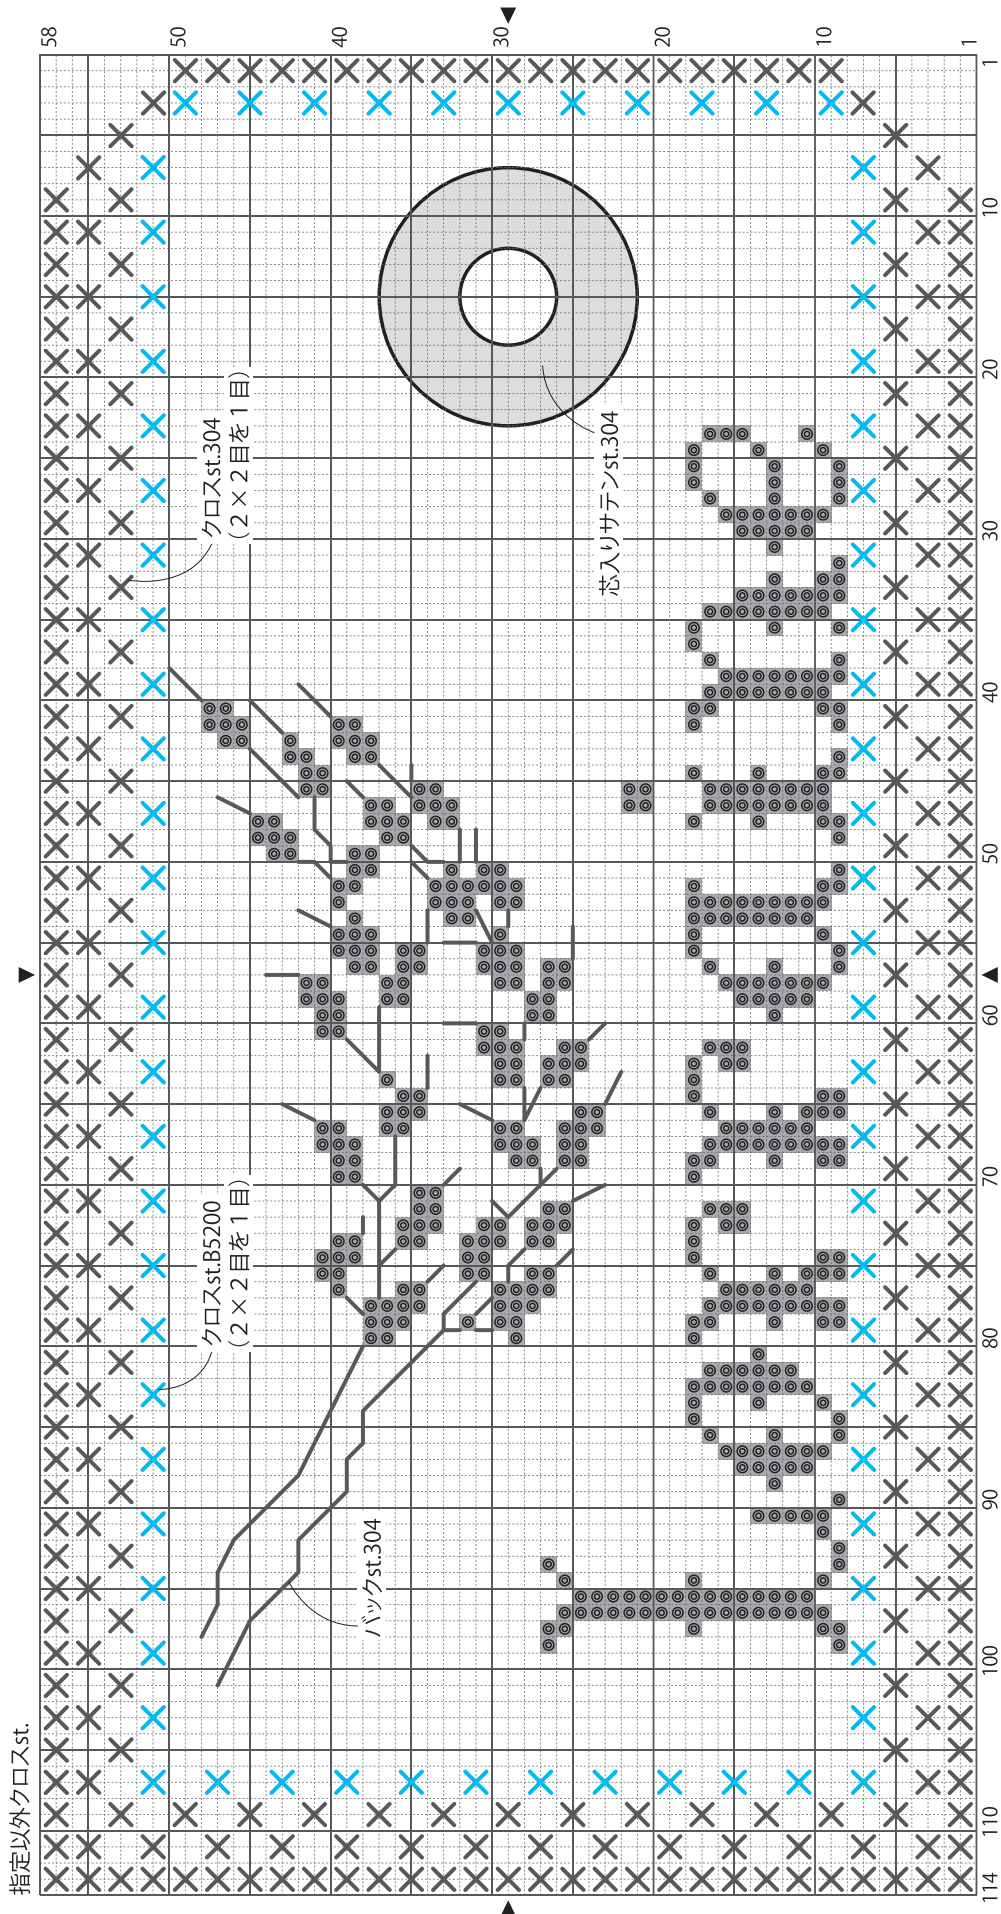 指定以外クロスst.
58 50 40 30 20 10 1
1 10 20 30 40 50 60 70 80 90 100 110 114
クロスst.B5200
（2×2目を1目）
クロスst.304
（2×2目を1目）
バックst.304
芯入りサテンst.304
Lorraine